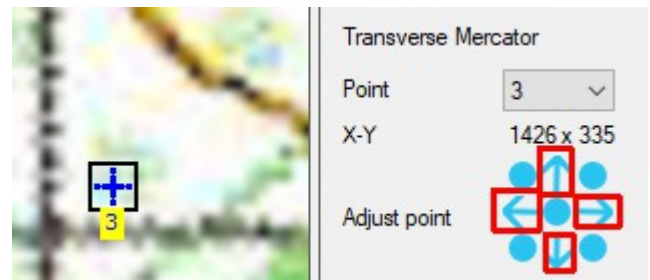 Transverse Mercator
Point 3
X-Y 1426 x 335
3
Adjust point